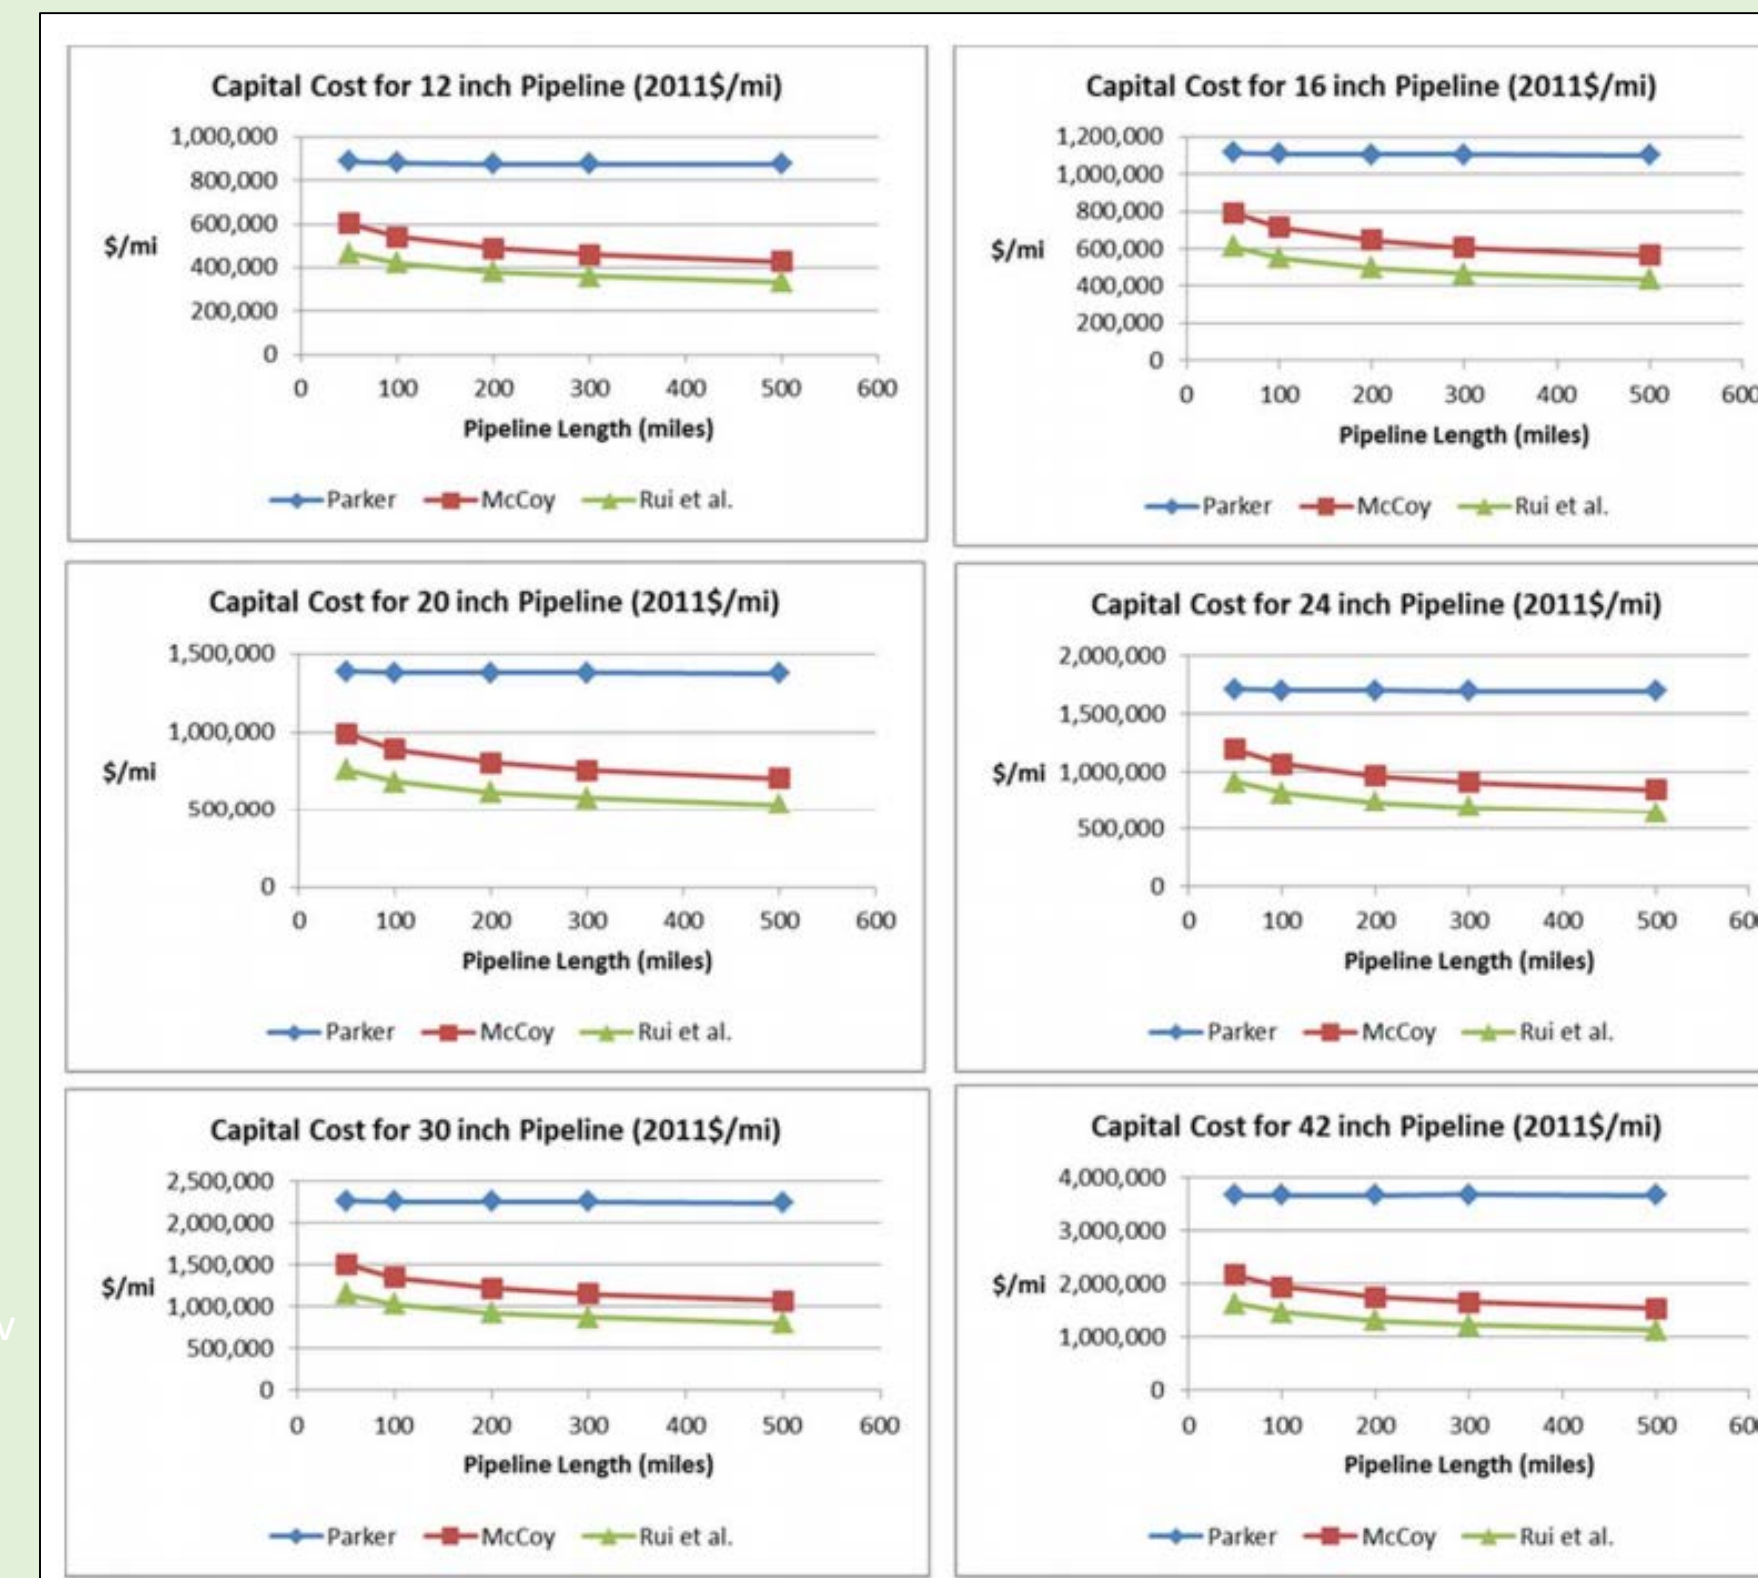 Capital Cost for 12 inch Pipeline (2011$/mi)
1,000,000
800,000
600,000
$/mi
400,000
200,000
0
0 100 200 300 400 500 600
Pipeline Length (miles)
Parker McCoy Rui et al.
Capital Cost for 16 inch Pipeline (2011$/mi)
1,200,000
1,000,000
800,000
$/mi 600,000
400,000
200,000
0
0 100 200 300 400 500 600
Pipeline Length (miles)
Parker McCoy Rui et al.
Capital Cost for 20 inch Pipeline (2011$/mi)
1,500,000
1,000,000
$/mi
500,000
0
0 100 200 300 400 500 600
Pipeline Length (miles)
Parker McCoy Rui et al.
Capital Cost for 24 inch Pipeline (2011$/mi)
2,000,000
1,500,000
$/mi 1,000,000
500,000
0
0 100 200 300 400 500
Pipeline Length (miles)
Parker McCoy Rui et al.
Capital Cost for 30 inch Pipeline (2011$/mi)
2,500,000
2,000,000
1,500,000
$/mi
1,000,000
500,000
0
0 100 200 300 400 500 600
Pipeline Length (miles)
Parker McCoy Rui et al.
Capital Cost for 42 inch Pipeline (2011$/mi)
4,000,000
3,000,000
$/mi 2,000,000
1,000,000
0
0 100 200 300 400 500
Pipeline Length (miles)
Parker McCoy Rui et al.